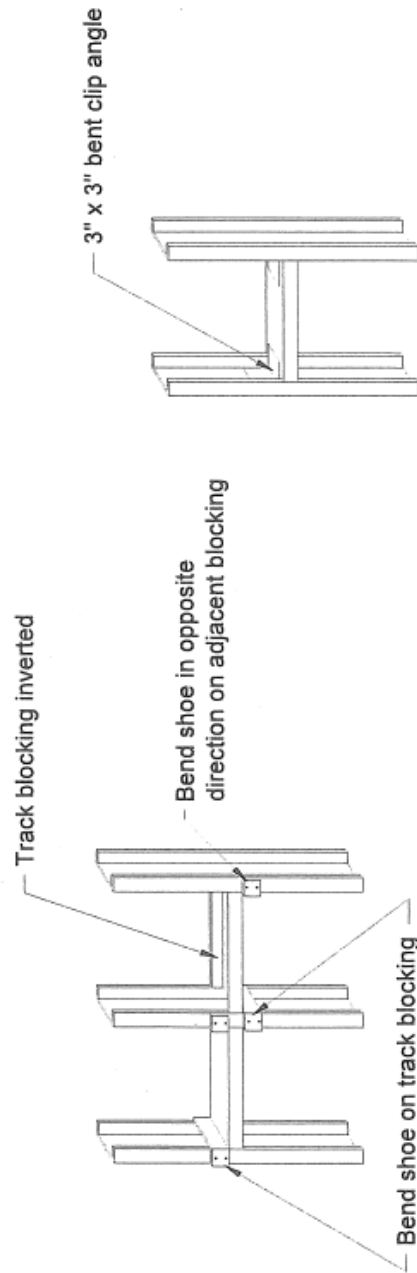 Track blocking inverted
Bend shoe in opposite
direction on adjacent blocking
Bend shoe on track blocking
3" x 3" bent clip angle